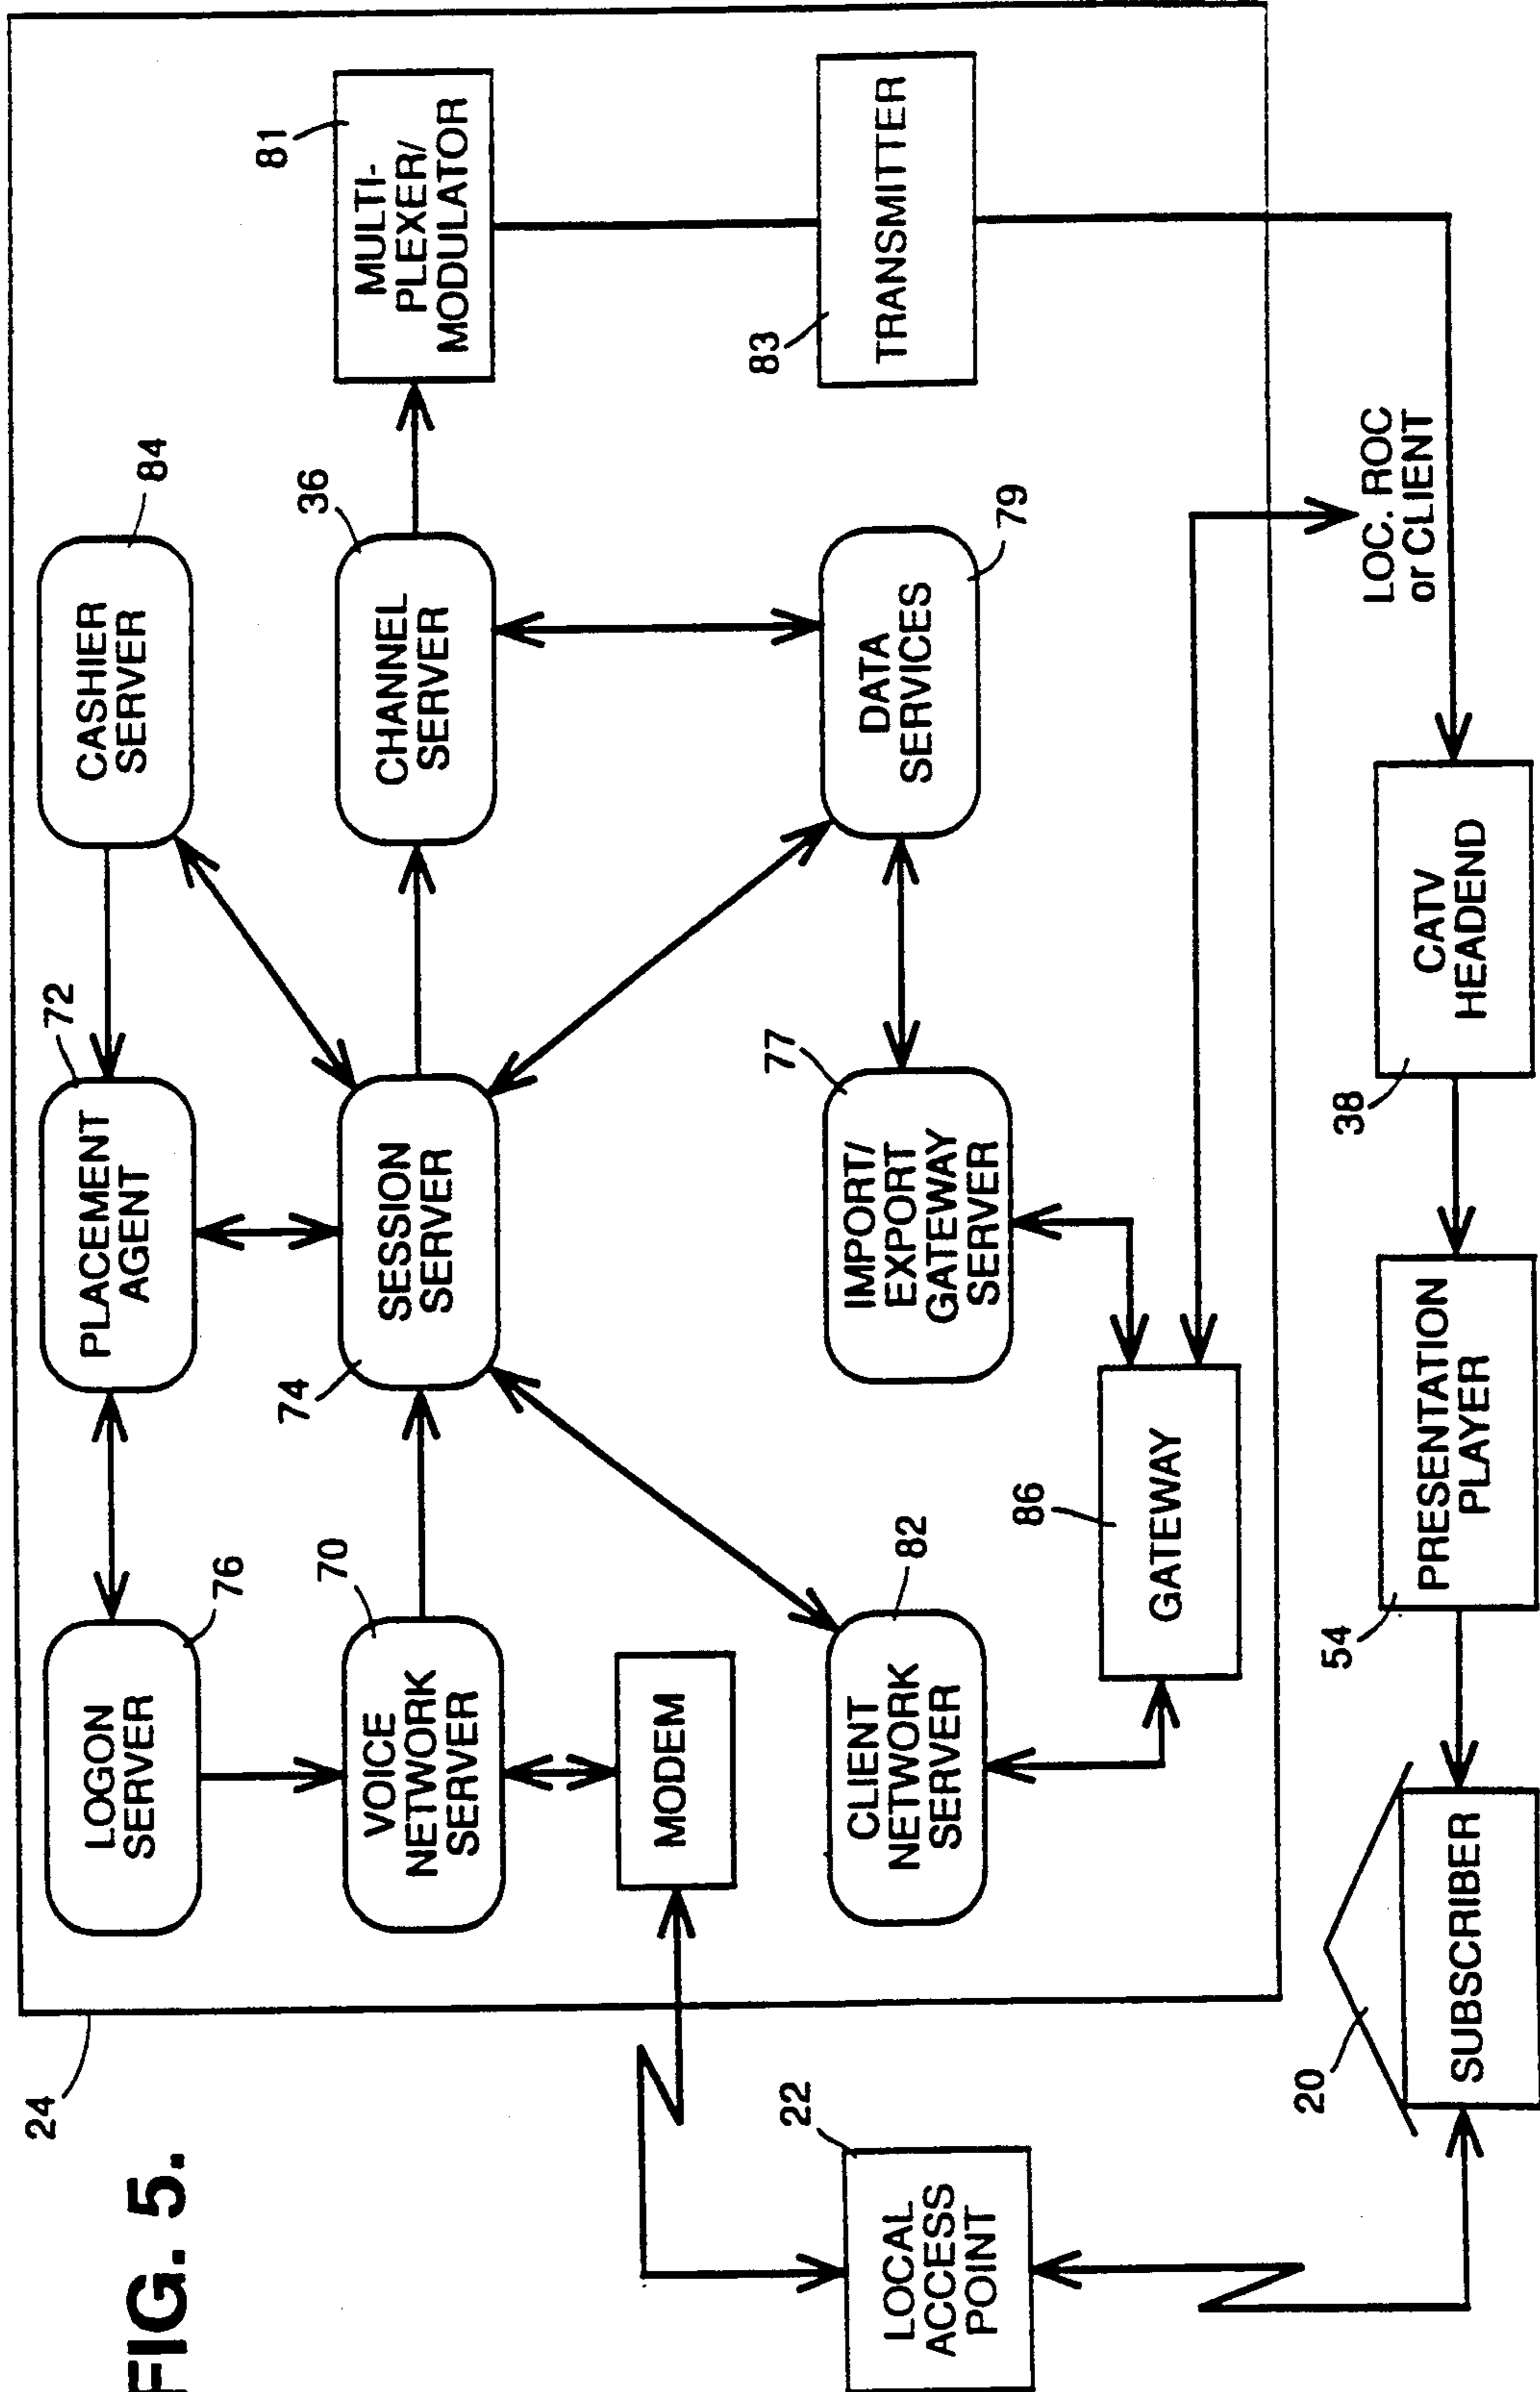 FIG. 5.
24
LOGON
SERVER
76
PLACEMENT
AGENT
72
CASHIER
SERVER
84
VOICE
NETWORK
SERVER
70
SESSION
SERVER
74
CHANNEL
SERVER
36
MULTI-
PLEXER/
MODULATOR
81
MODEM
CLIENT
NETWORK
SERVER
82
IMPORT/
EXPORT
GATEWAY
SERVER
77
DATA
SERVICES
79
TRANSMITTER
83
GATEWAY
86
LOCAL
ACCESS
POINT
22
LOC. ROC
or CLIENT
SUBSCRIBER
20
PRESENTATION
PLAYER
54
CATV
HEADEND
38